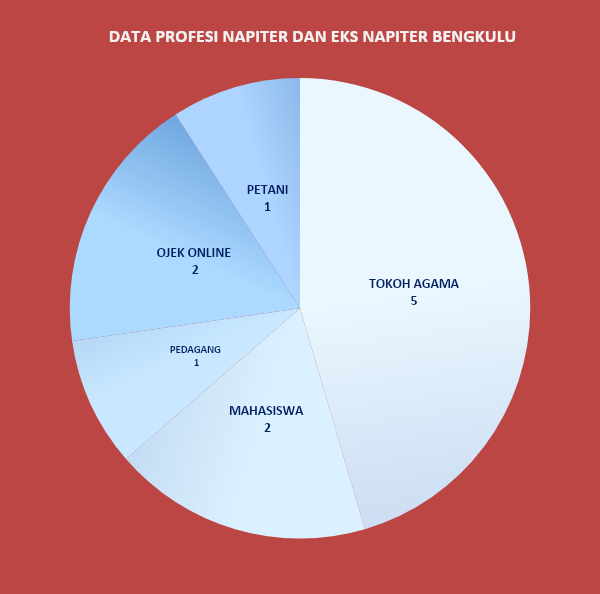 DATA PROFESI NAPITER DAN EKS NAPITER BENGKULU
PETANI
1
OJEK ONLINE
2
TOKOH AGAMA
5
PEDAGANG
1
MAHASISWA
2